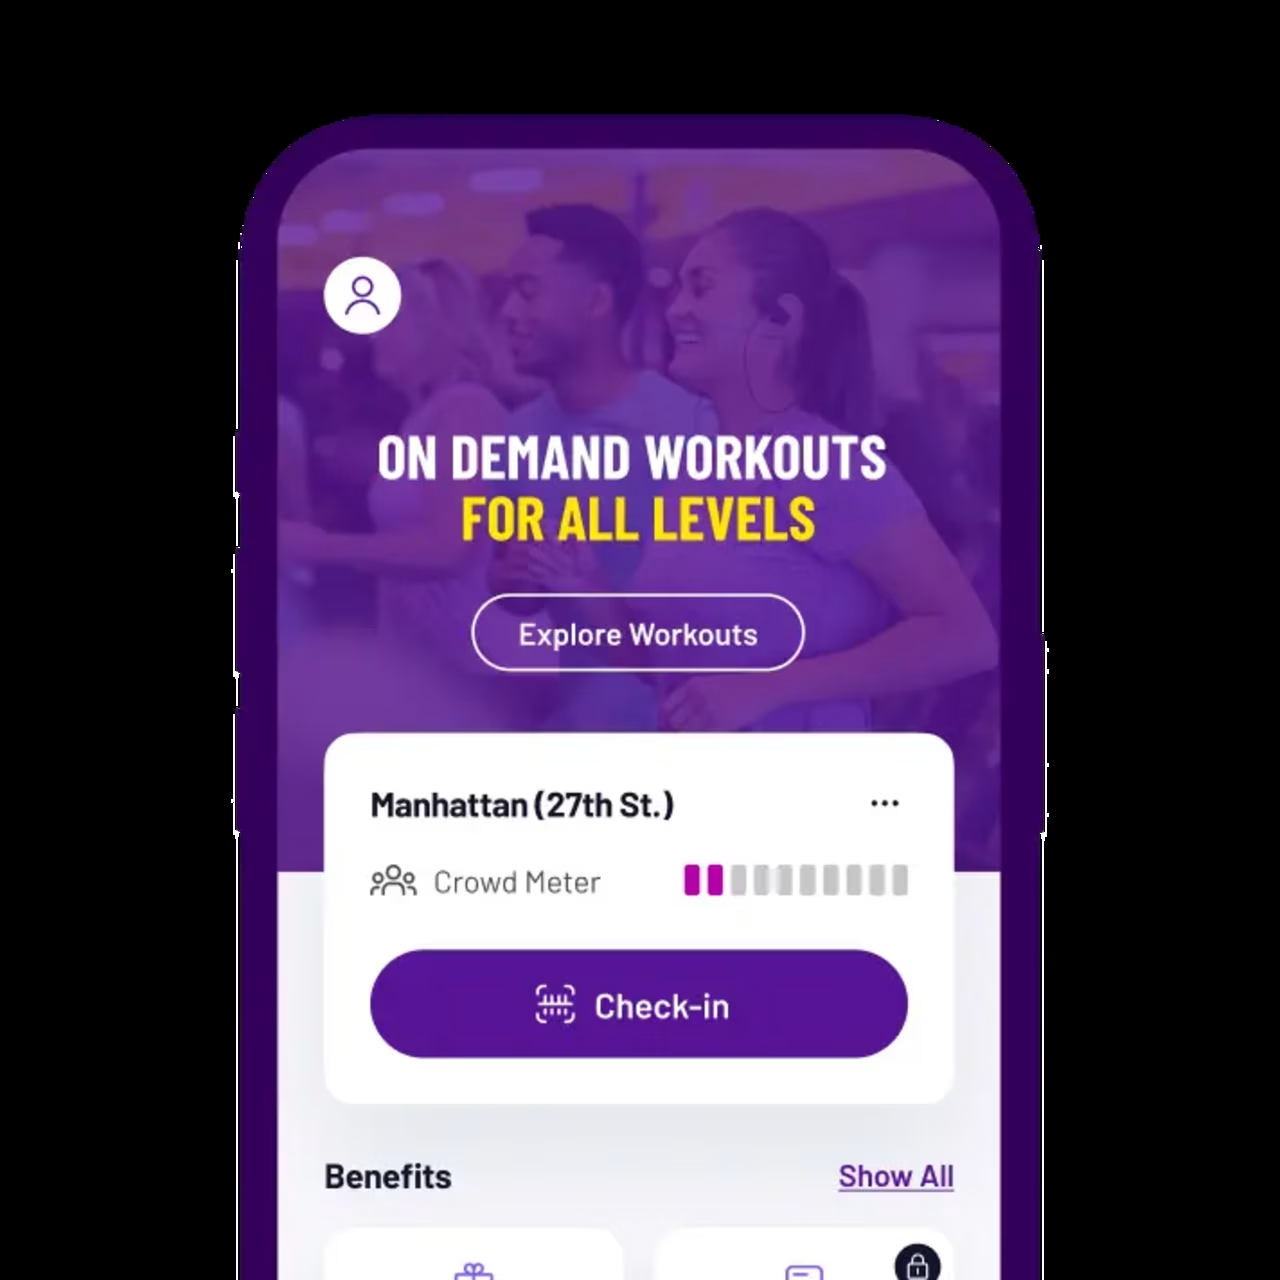 ON DEMAND WORKOUTS
FOR ALL LEVELS
Explore Workouts
Manhattan (27th St.)
Crowd Meter
Check-in
Benefits
Show All